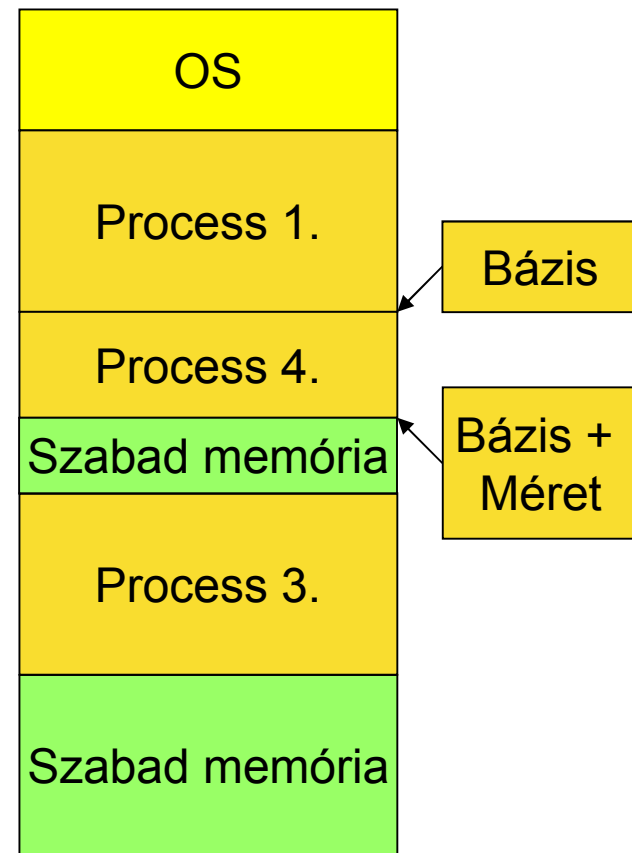 OS
Process 1.
Bázis
Process 4.
Bázis +
Méret
Szabad memória
Process 3.
Szabad memória